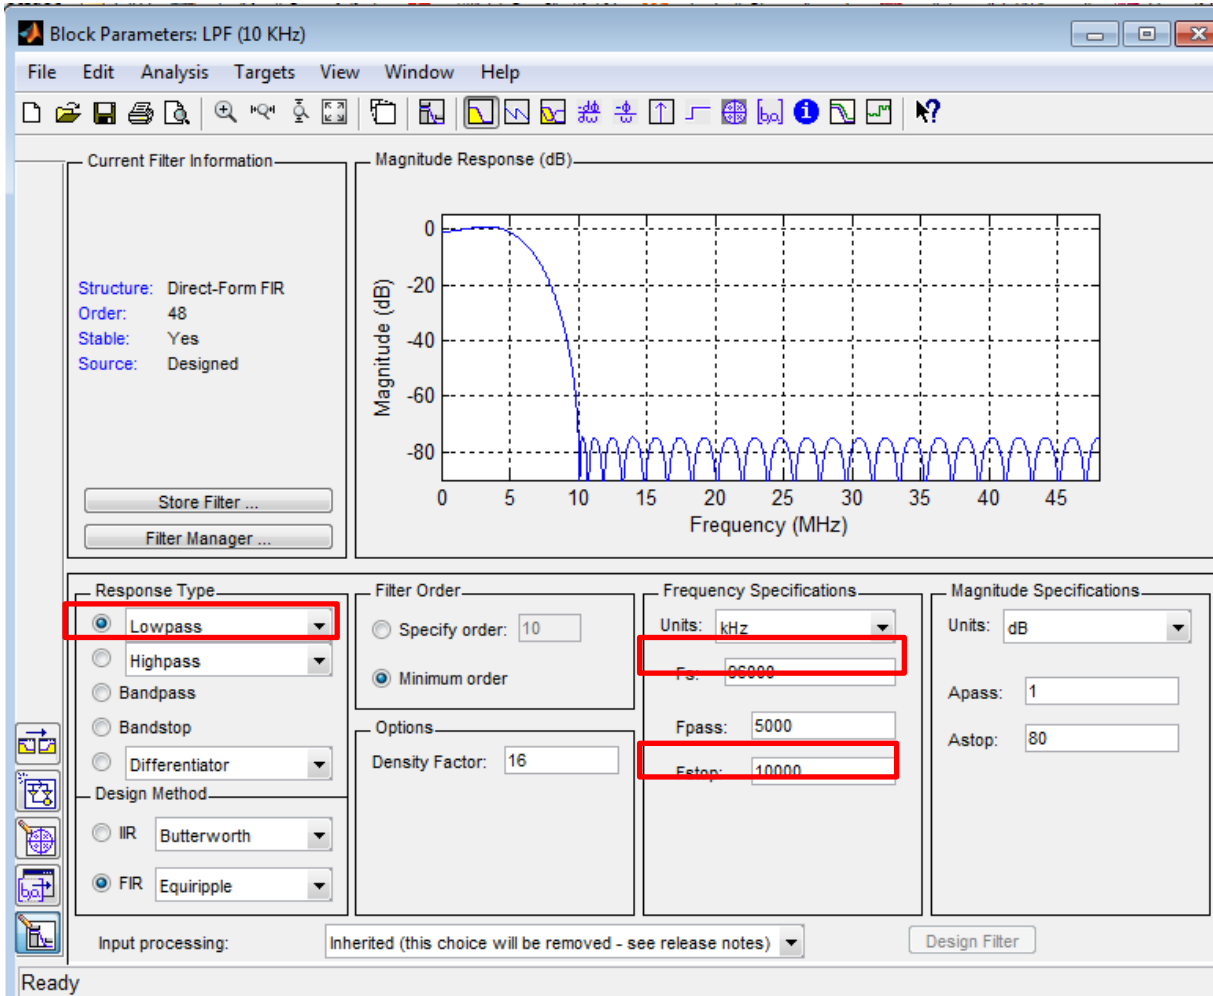 Block Parameters: LPF (10 KHz)
File Edit Analysis Targets View Window Help
Current Filter Information
Structure: Direct-Form FIR
Order: 48
Stable: Yes
Source: Designed
Store Filter ...
Filter Manager ...
Magnitude Response (dB)
Magnitude (dB)
0
-20
-40
-60
-80
0 5 10 15 20 25 30 35 40 45
Frequency (MHz)
Response Type
Lowpass
Highpass
Bandpass
Bandstop
Differentiator
Design Method
IIR Butterworth
FIR Equiripple
Filter Order
Specify order: 10
Minimum order
Options
Density Factor: 16
Frequency Specifications
Units: kHz
Fs: 96000
Fpass: 5000
Fstop: 10000
Magnitude Specifications
Units: dB
Apass: 1
Astop: 80
Input processing: Inherited (this choice will be removed - see release notes)
Design Filter
Ready